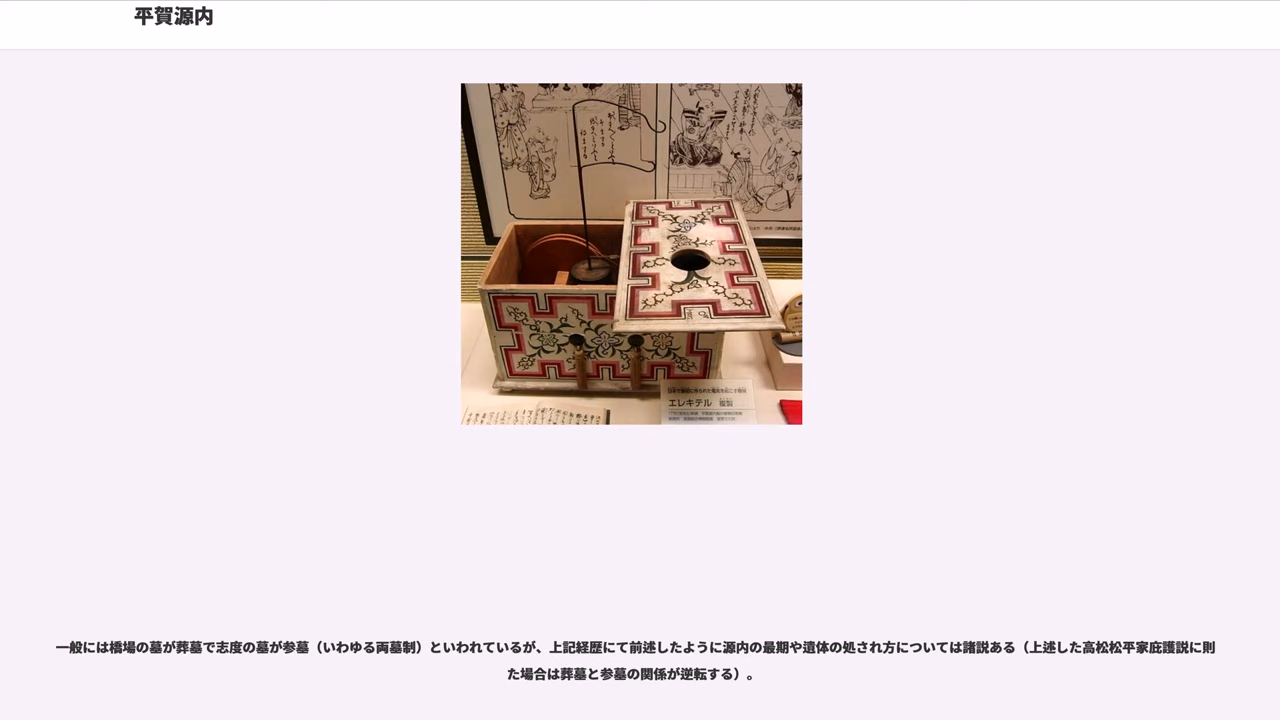 平賀源内
エレキテル 複製
一般には橋場の墓が葬墓で志度の墓が参墓（いわゆる両墓制）といわれているが、上記経歴にて前述したように源内の最期や遺体の処され方については諸説ある（上述した高松松平家庇護説に則
た場合は葬墓と参墓の関係が逆転する）。